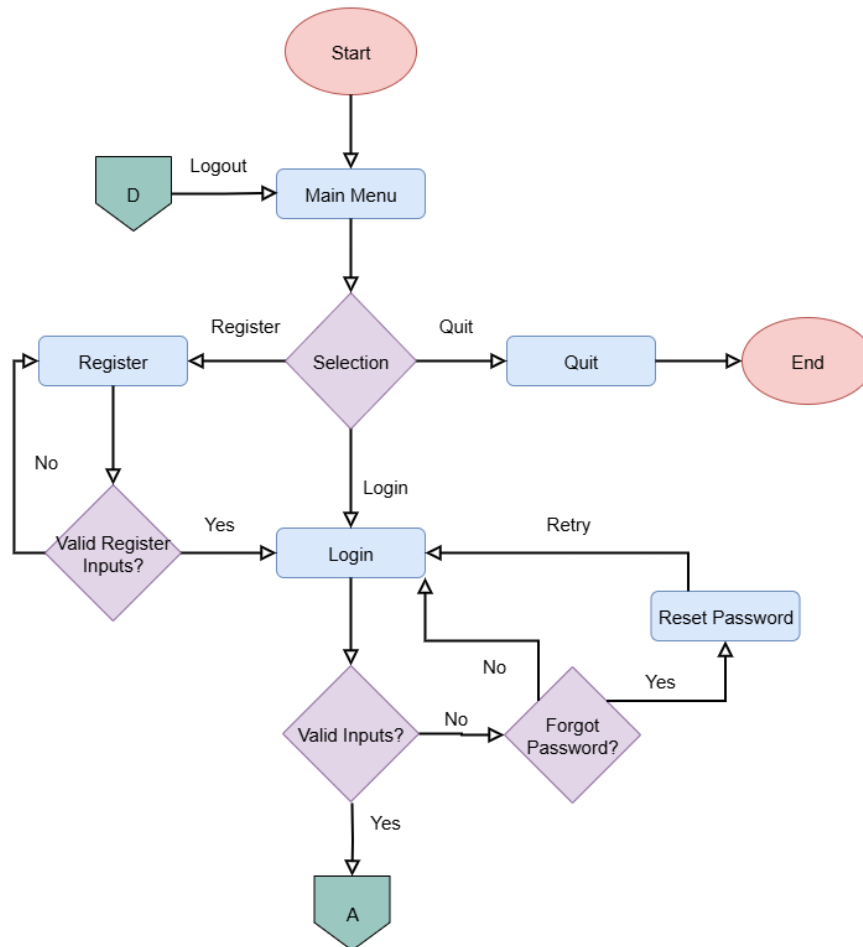 Start
Logout
D
Main Menu
Register
Quit
Register
Selection
Quit
End
No
Login
Valid Register
Inputs?
Yes
Login
Retry
Reset Password
No
Yes
Valid Inputs?
No
Forgot
Password?
Yes
A